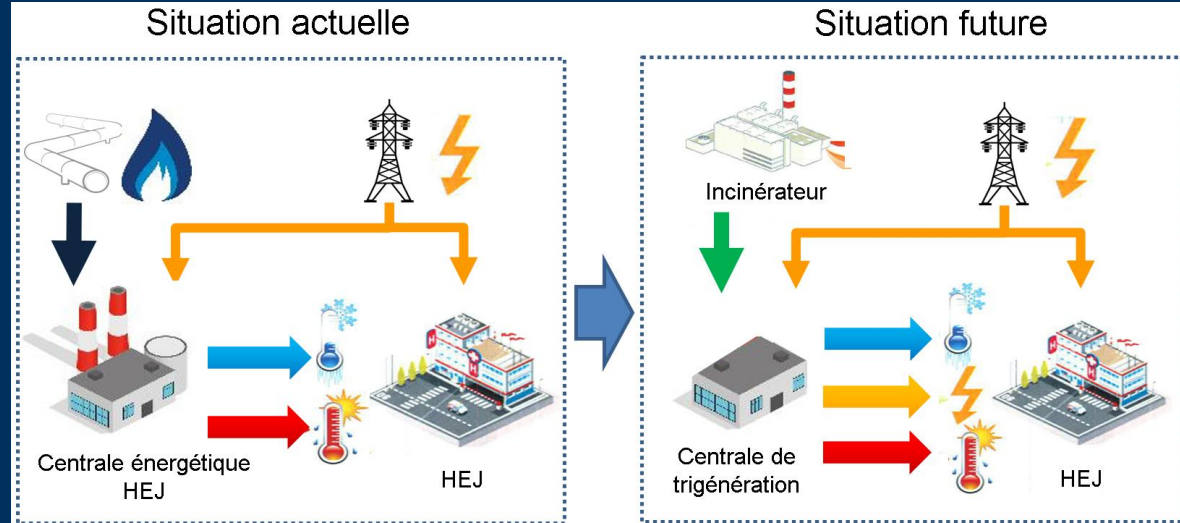 Situation actuelle
Situation future
Incinérateur
Centrale énergétique
HEJ
HEJ
Centrale de
trigénération
HEJ